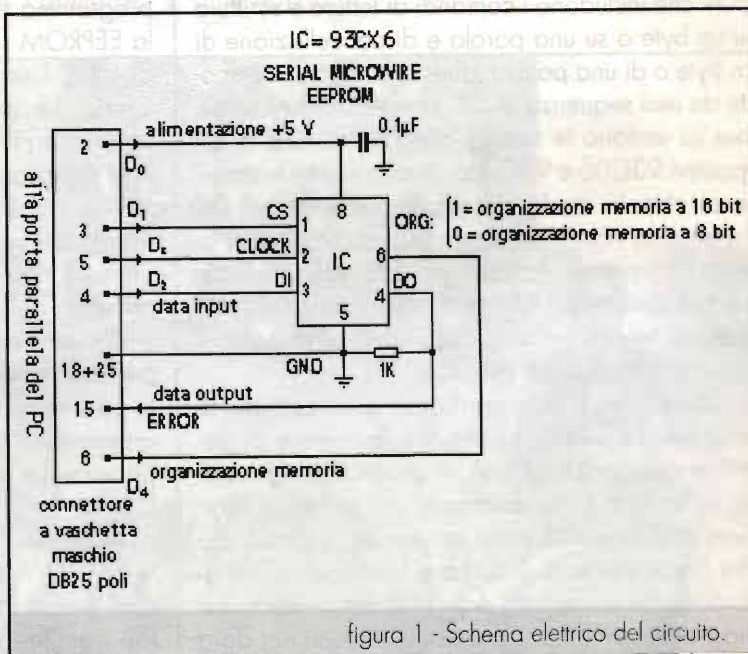 IC= 93CX6
SERIAL MICROWIRE
EEPROM
2
alimentazione +5 V
0.1µF
D0
8
3
D1
CS
1
ORG:
1 = organizzazione memoria a 16 bit
0 = organizzazione memoria a 8 bit
5
Dx
CLOCK
2
IC
6
4
D2
DI
3
4
DO
data input
5
18+25
GND
1K
data output
15
ERROR
6
organizzazione memoria
D4
alla porta parallela del PC
connettore
a vaschetta
maschio
DB25 poli
figura 1 - Schema elettrico del circuito.